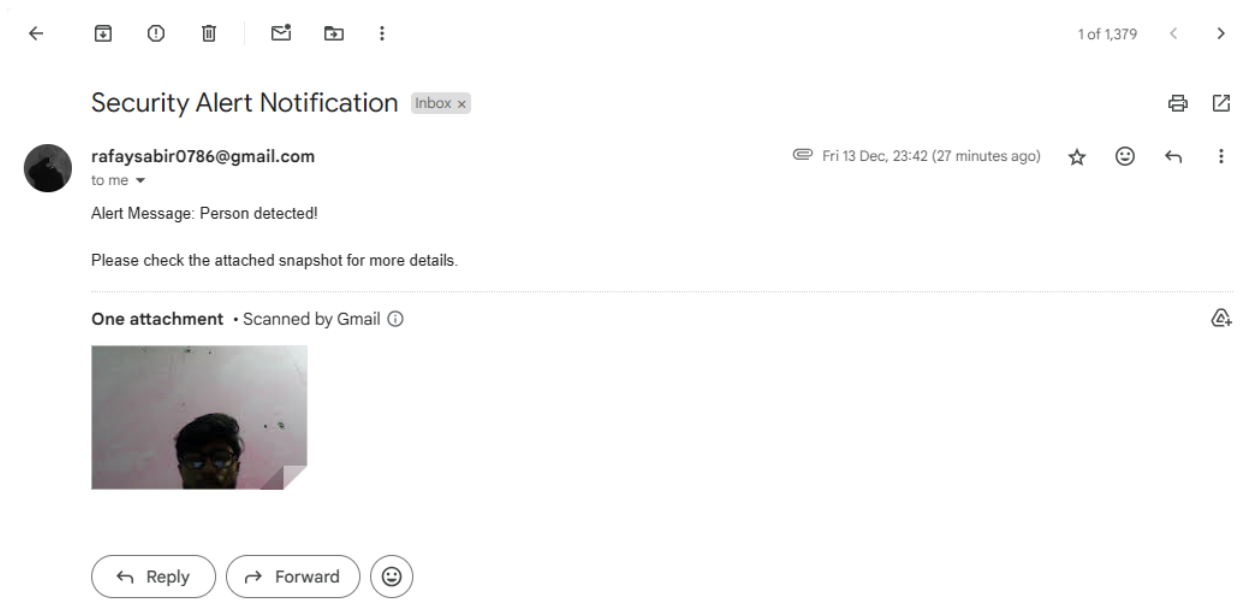 1 of 1,379
Security Alert Notification Inbox x
rafaysabir0786@gmail.com Fri 13 Dec, 23:42 (27 minutes ago)
to me
Alert Message: Person detected!
Please check the attached snapshot for more details.
One attachment • Scanned by Gmail
Reply Forward